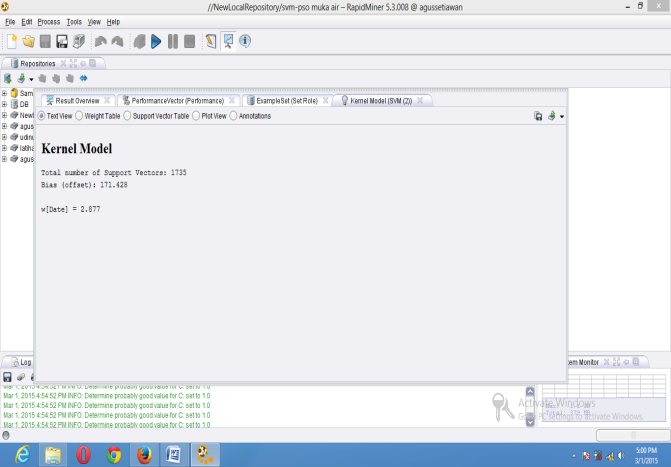 //NewLocalRepository/svm-pso muka air – RapidMiner 5.3.008 @ agussetiawan
File Edit Process Tools View Help
Repositories
Sam
DB
Newl
agus
udinu
latiha
agus
Result Overview PerformanceVector (Performance) ExampleSet (Set Role) Kernel Model (SVM (2))
Text View Weight Table Support Vector Table Plot View Annotations
Kernel Model
Total number of Support Vectors: 1735
Bias (offset): 171.428
w[Date] = 2.877
Log
tem Monitor
Mar 1, 2015 4:54:52 PM INFO: Determine probably good value for C: set to 1.0
Mar 1, 2015 4:54:52 PM INFO: Determine probably good value for C: set to 1.0
Mar 1, 2015 4:54:52 PM INFO: Determine probably good value for C: set to 1.0
Mar 1, 2015 4:54:52 PM INFO: Determine probably good value for C: set to 1.0
Activate Windows
Go to PC settings to activate Windows.
5:00 PM
3/1/2015